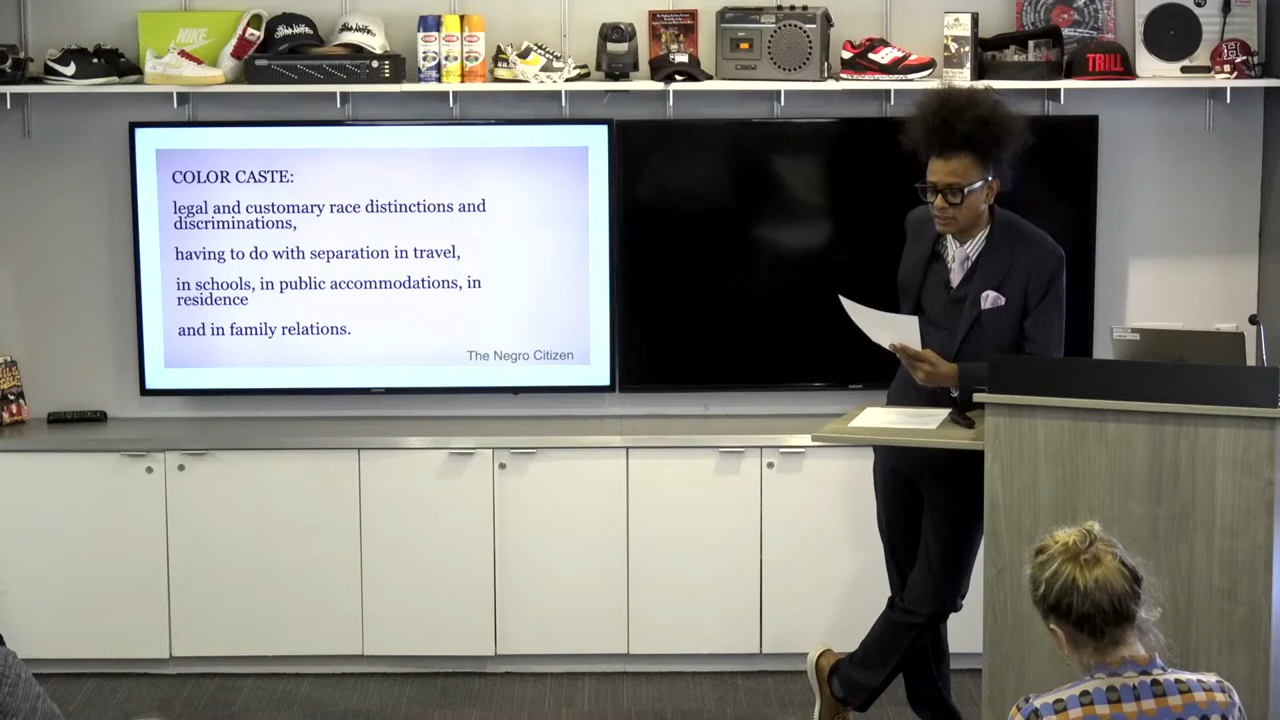 NIKE
TRILL
COLOR CASTE:
legal and customary race distinctions and
discriminations,
having to do with separation in travel,
in schools, in public accommodations, in
residence
and in family relations.
The Negro Citizen